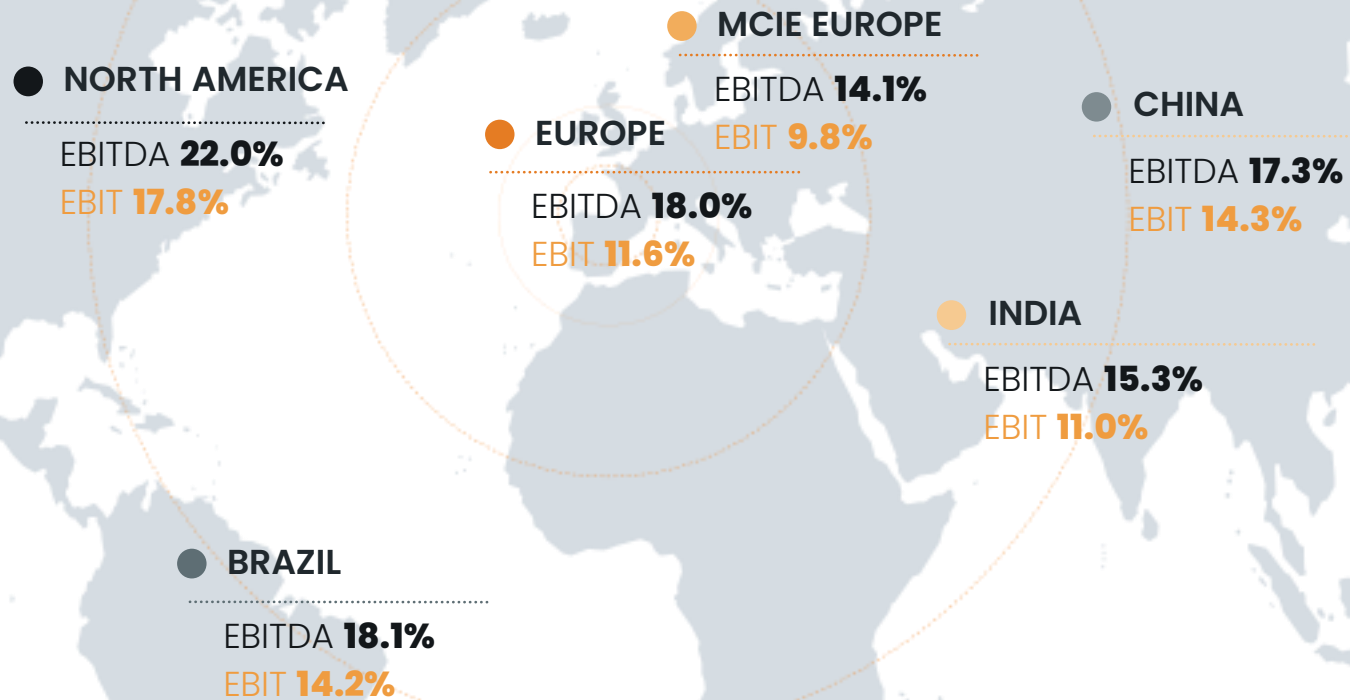 MCIE EUROPE
EBITDA 14.1%
EBIT 9.8%
NORTH AMERICA
EBITDA 22.0%
EBIT 17.8%
EUROPE
EBITDA 18.0%
EBIT 11.6%
CHINA
EBITDA 17.3%
EBIT 14.3%
INDIA
EBITDA 15.3%
EBIT 11.0%
BRAZIL
EBITDA 18.1%
EBIT 14.2%